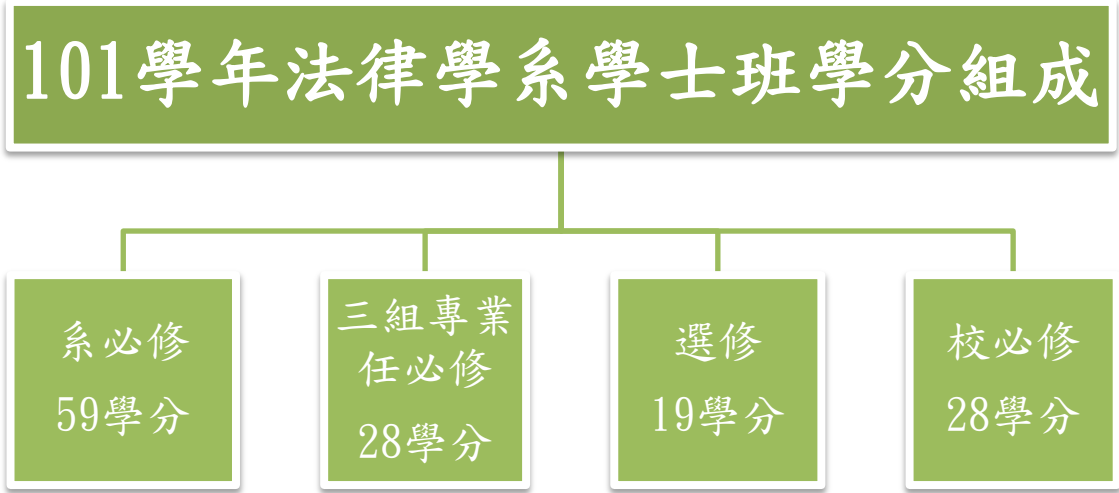 101學年法律學系學士班學分組成
系必修
59學分
三組專業
任必修
28學分
選修
19學分
校必修
28學分